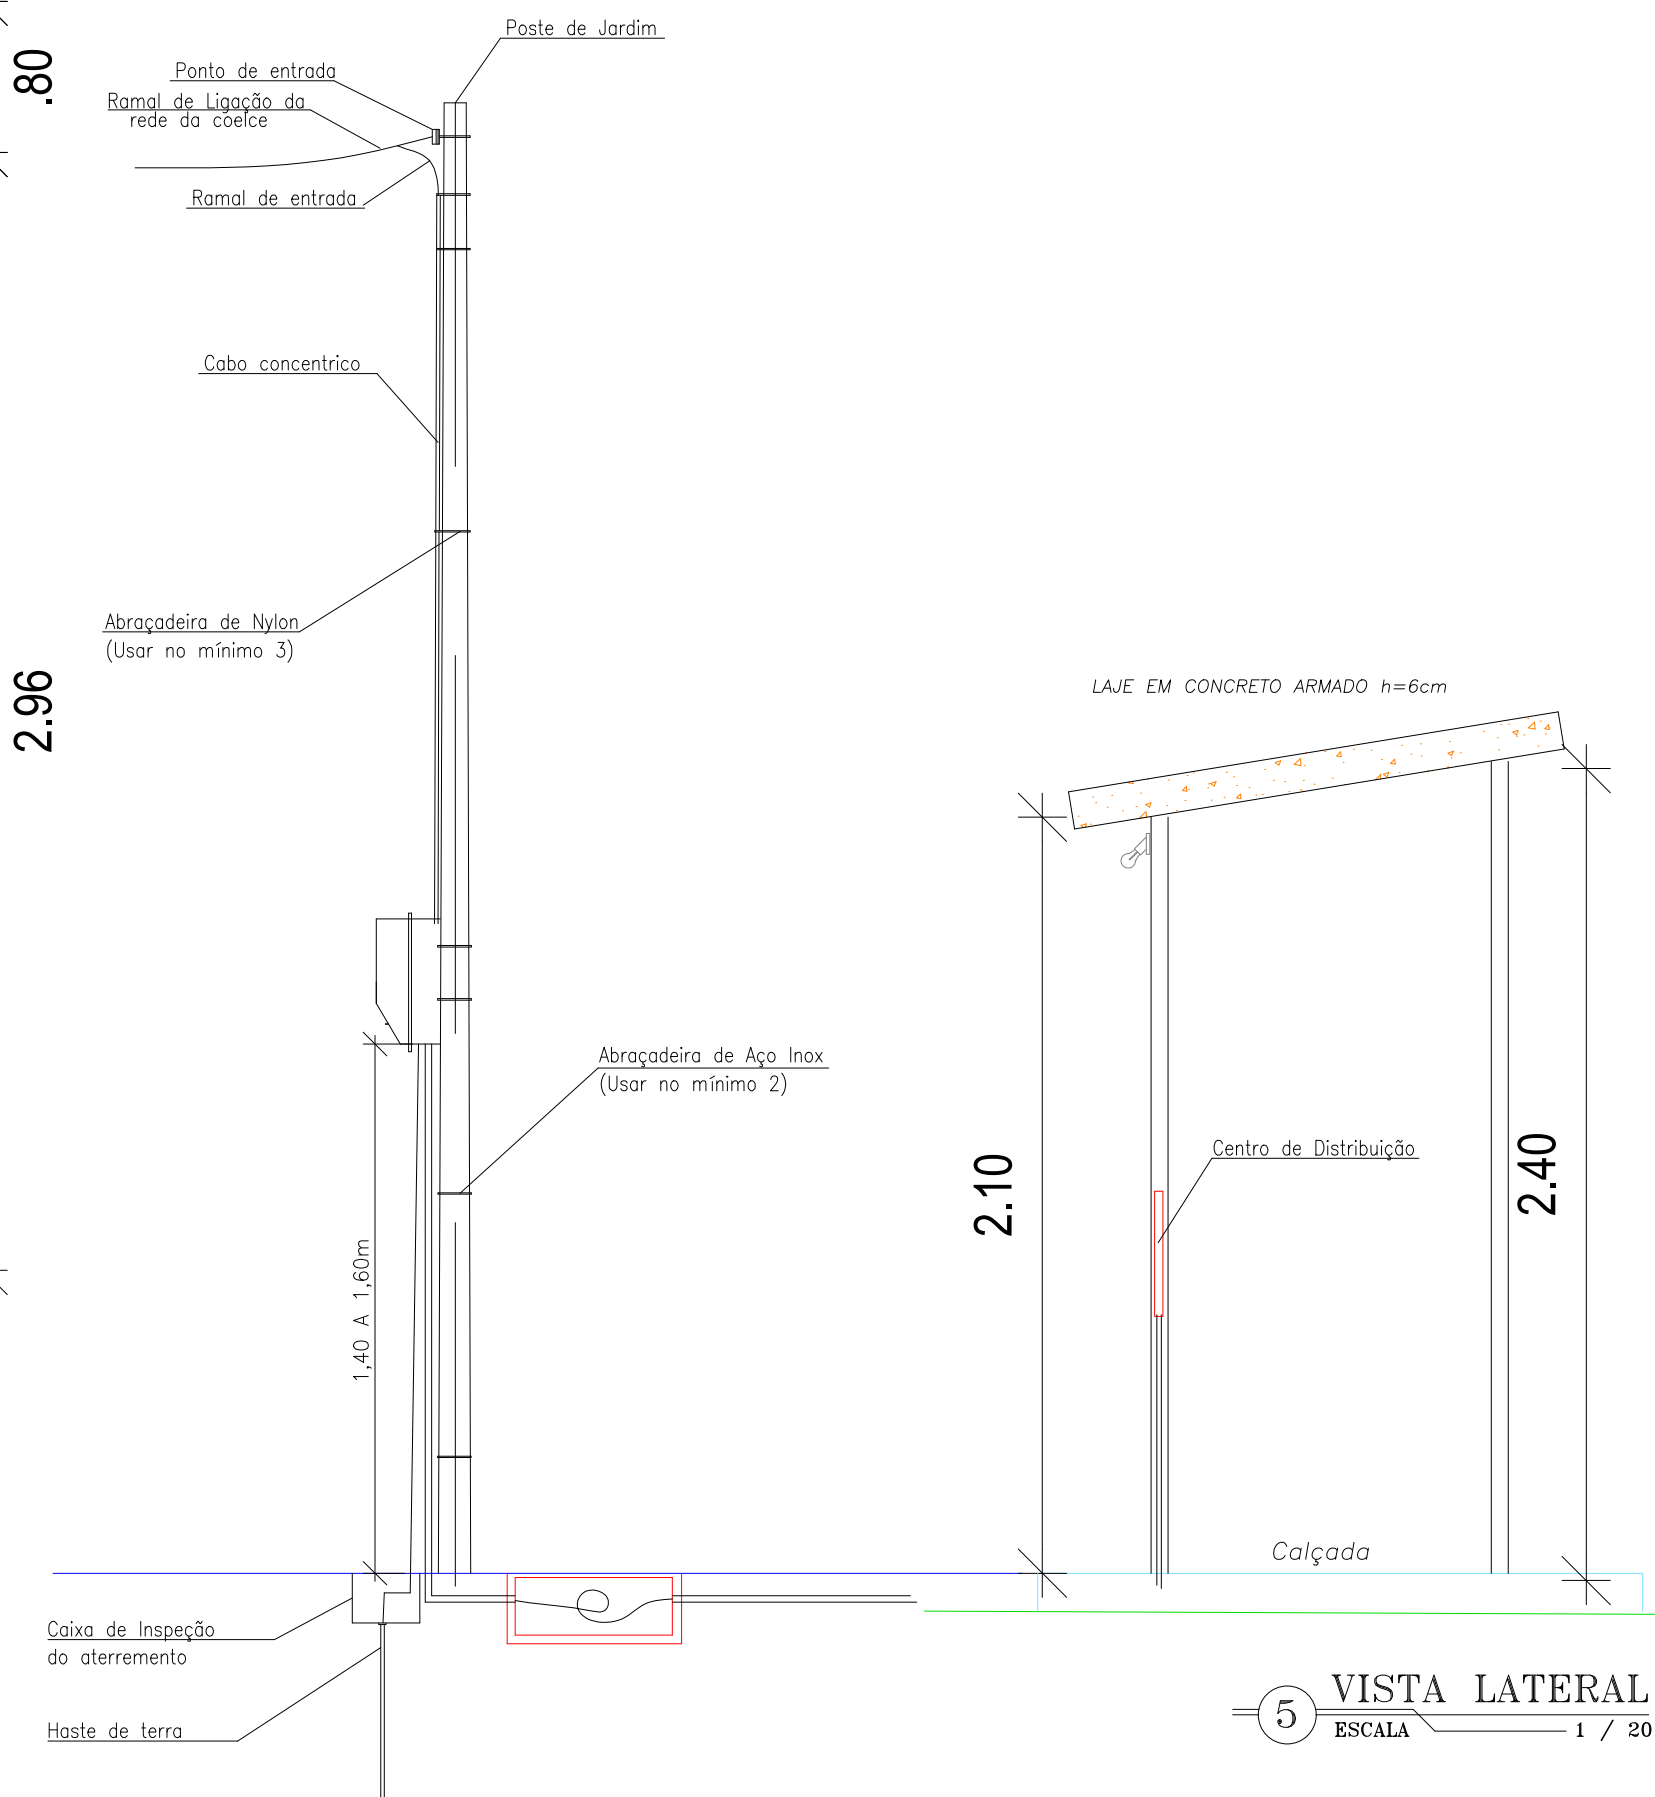 Poste de Jardim
.80
Ponto de entrada
Ramal de Ligação da
rede da coelce
Ramal de entrada
Cabo concentrico
Abraçadeira de Nylon
(Usar no mínimo 3)
2.96
LAJE EM CONCRETO ARMADO h=6cm
Abraçadeira de Aço Inox
(Usar no mínimo 2)
Centro de Distribuição
2.10
2.40
1,40 A 1,60m
Calçada
Caixa de Inspeção
do aterremento
Haste de terra
5 VISTA LATERAL
ESCALA 1 / 20